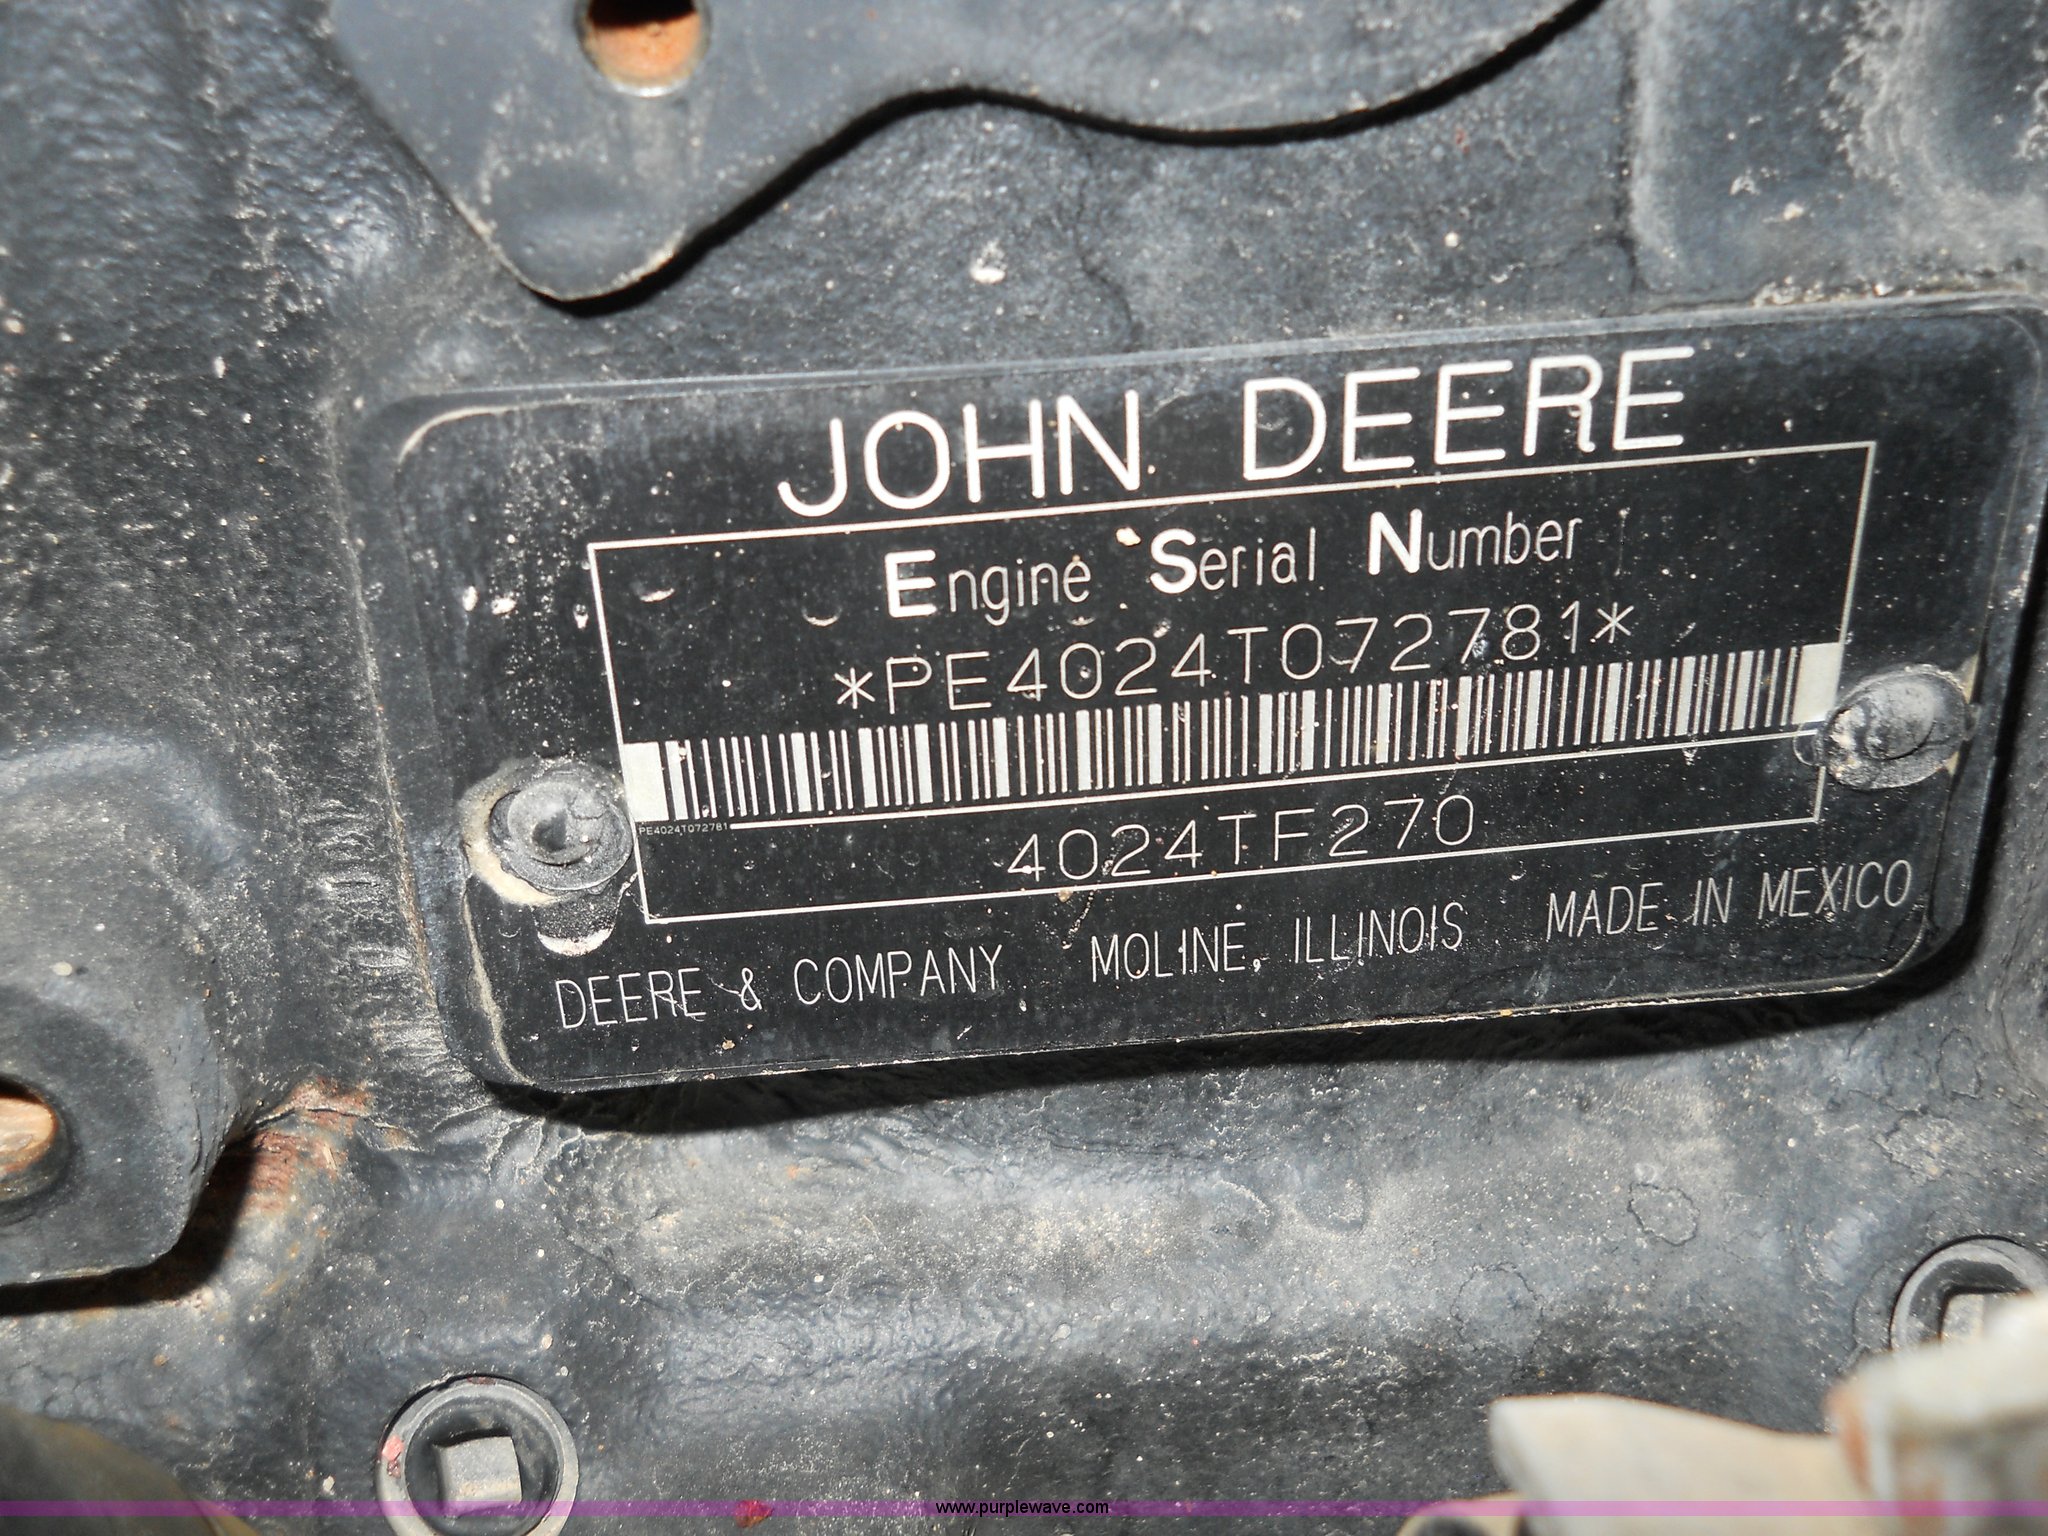 JOHN DEERE
Engine Serial Number
*PE4024T072781*
PE4024T072781
4024TF270
DEERE & COMPANY MOLINE, ILLINOIS MADE IN MEXICO
www.purplewave.com